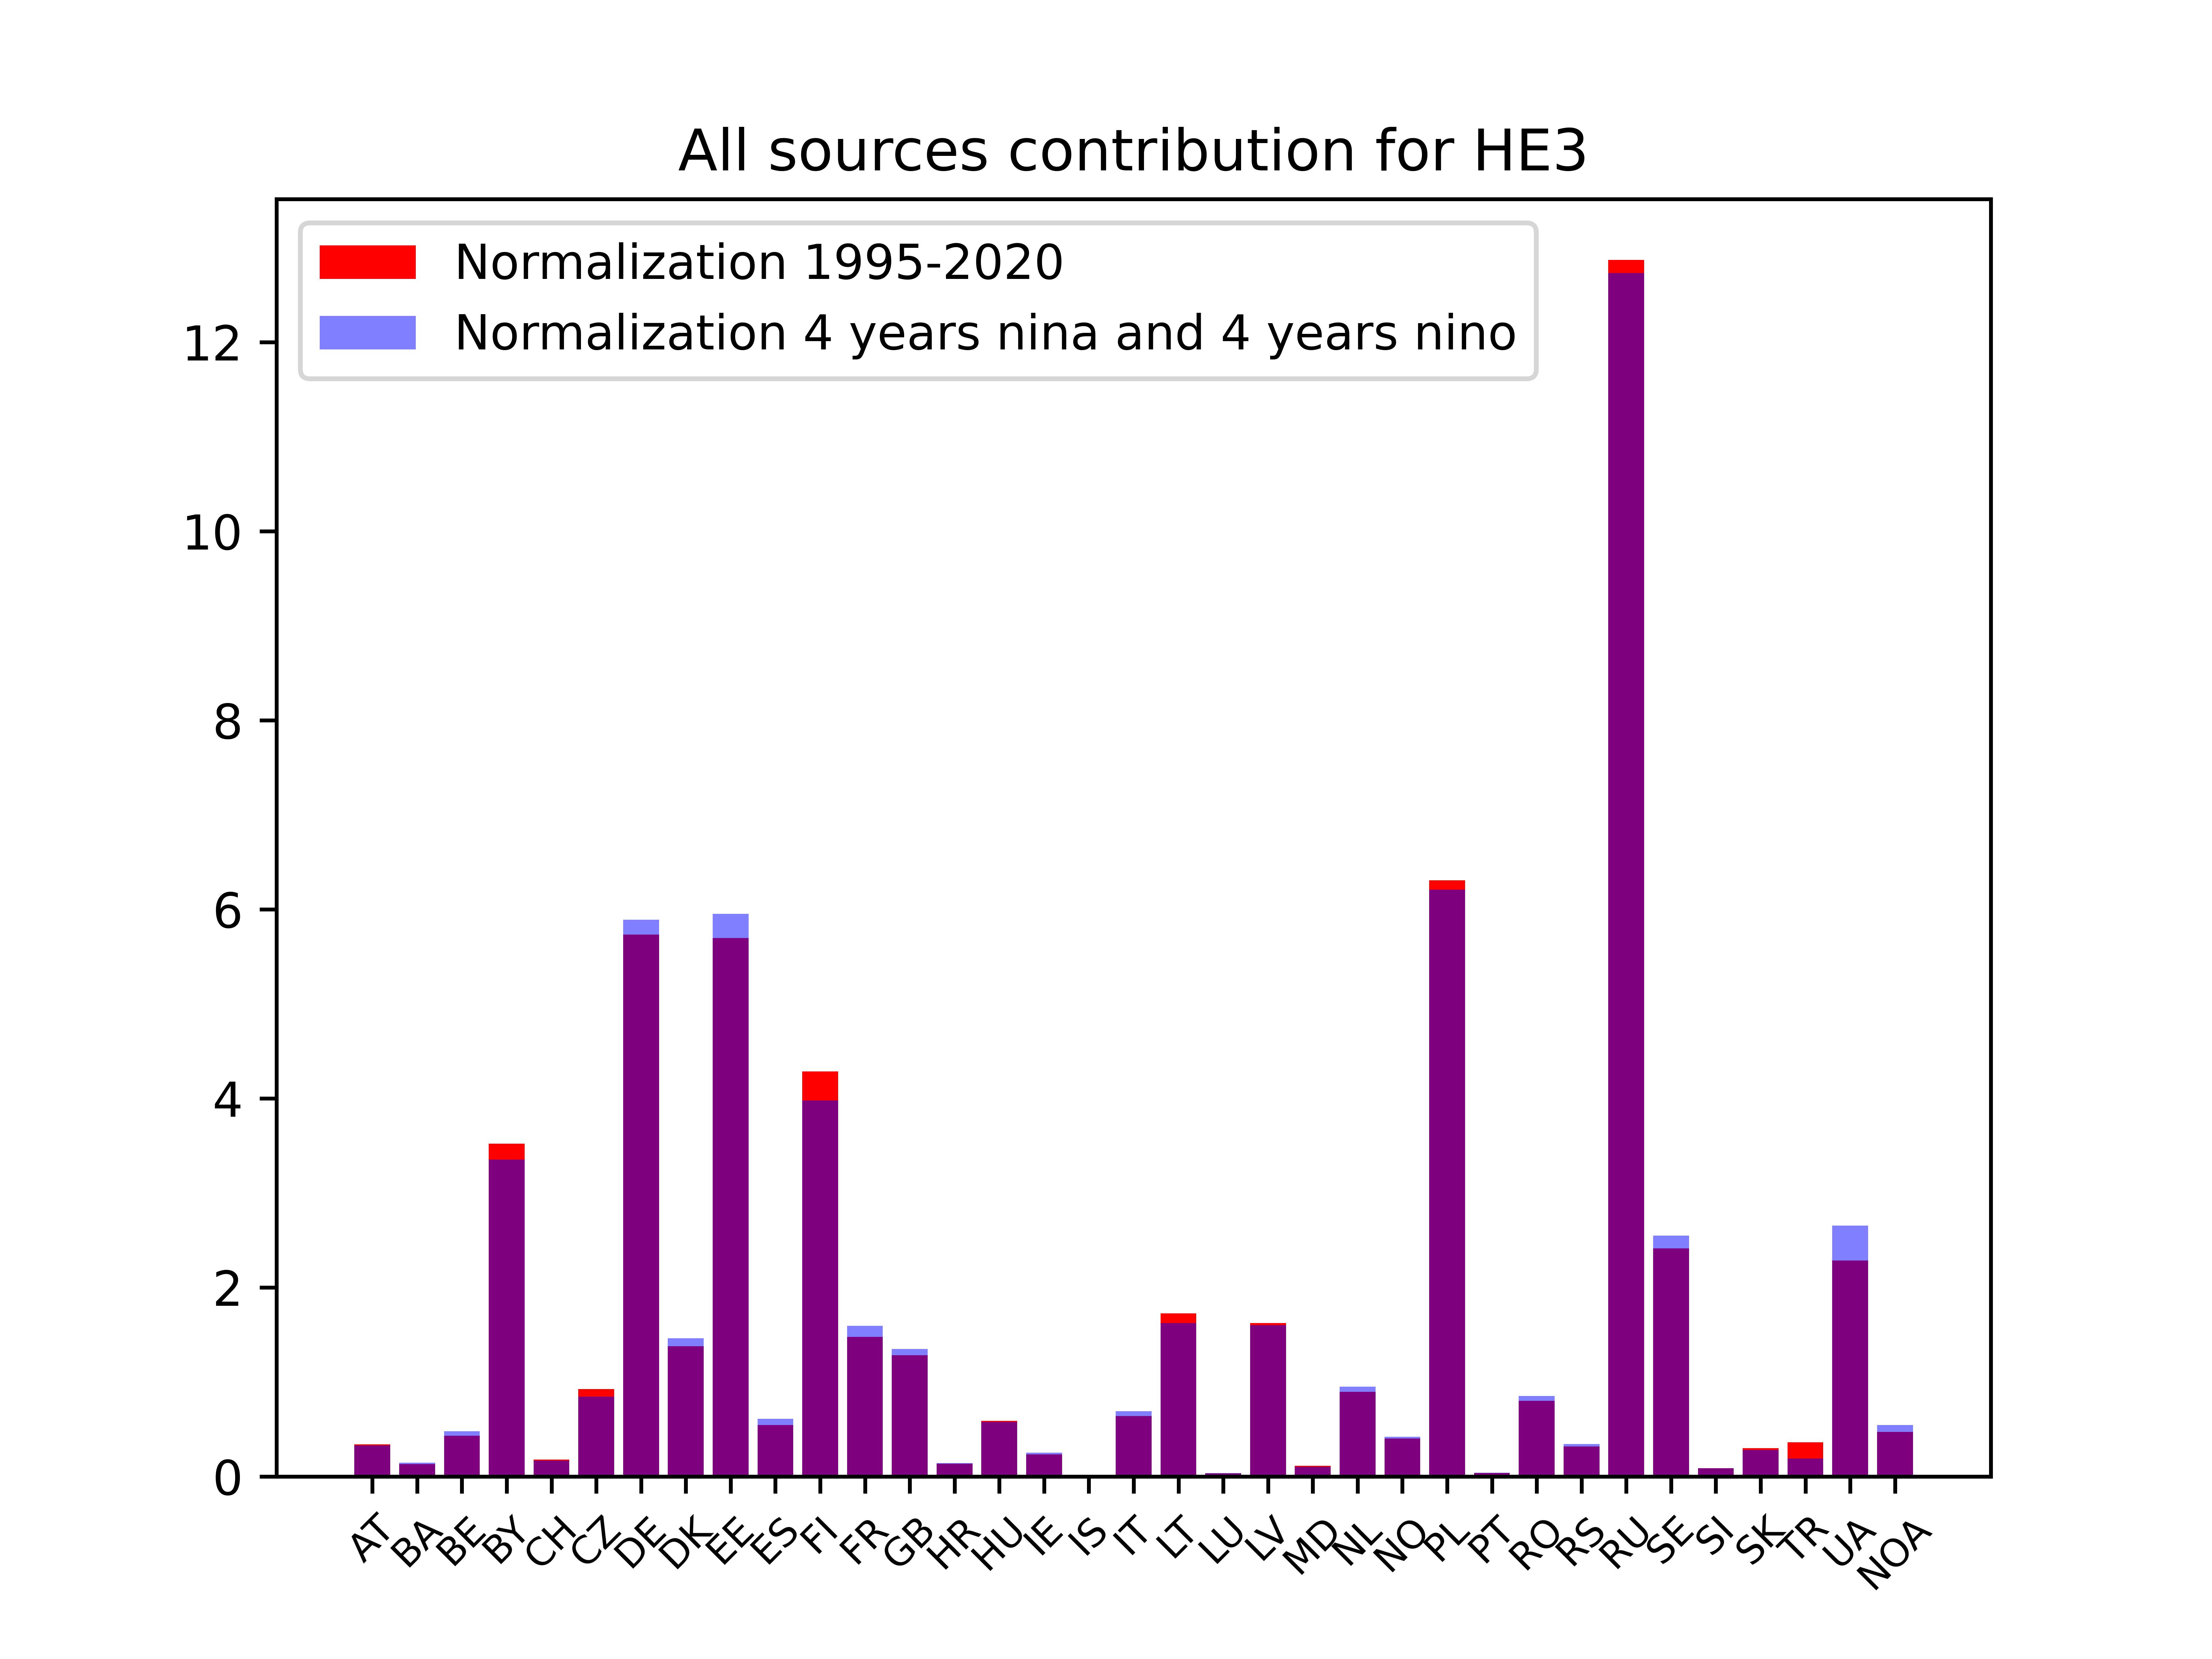 All sources contribution for HE3
Normalization 1995-2020
Normalization 4 years nina and 4 years nino
12
10
8
6
4
2
0
AT BA BE BY CH CZ DE DK EE ES FI FR GB HR HU IE IS IT LT LU LV MD NL NO PL PT RO RS RU SE SI SK TR UA NOA